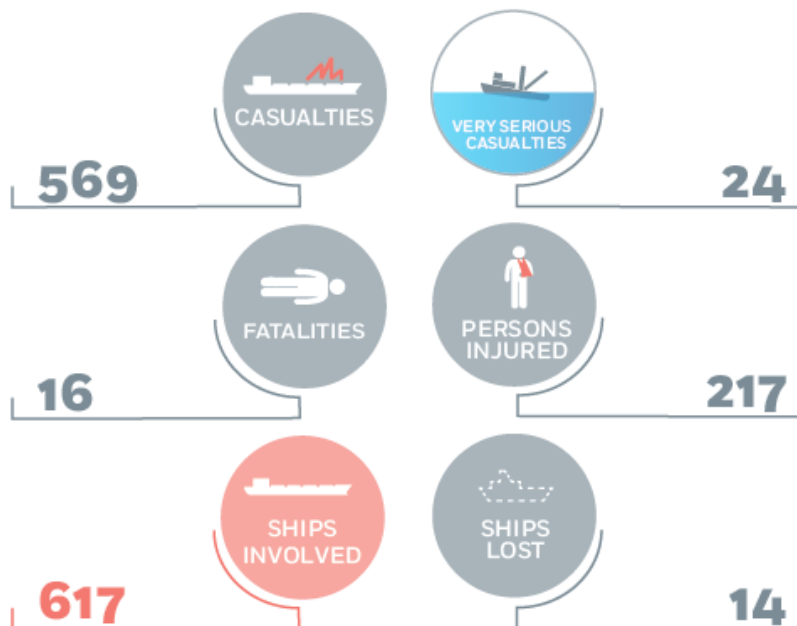 CASUALTIES
569
VERY SERIOUS
CASUALTIES
24
FATALITIES
16
PERSONS
INJURED
217
SHIPS
INVOLVED
617
SHIPS
LOST
14